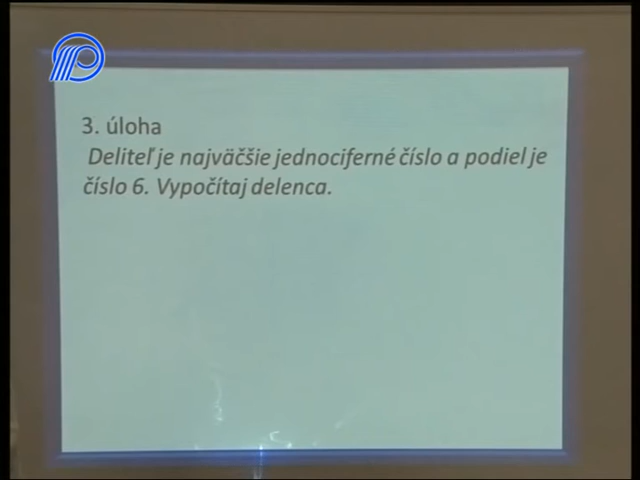 3. úloha
Deliteľ je najväčšie jednociferné číslo a podiel je
číslo 6. Vypočítaj delenca.